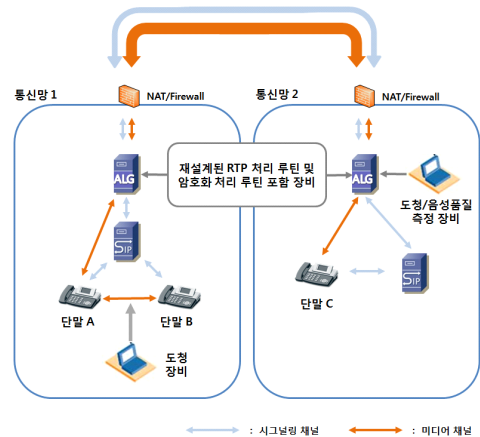 통신망 1
NAT/Firewall
통신망 2
NAT/Firewall
ALG
재설계된 RTP 처리 루틴 및
암호화 처리 루틴 포함 장비
ALG
도청/음성품질
측정 장비
SIP
SIP
단말 A
단말 B
단말 C
도청
장비
: 시그널링 채널
: 미디어 채널